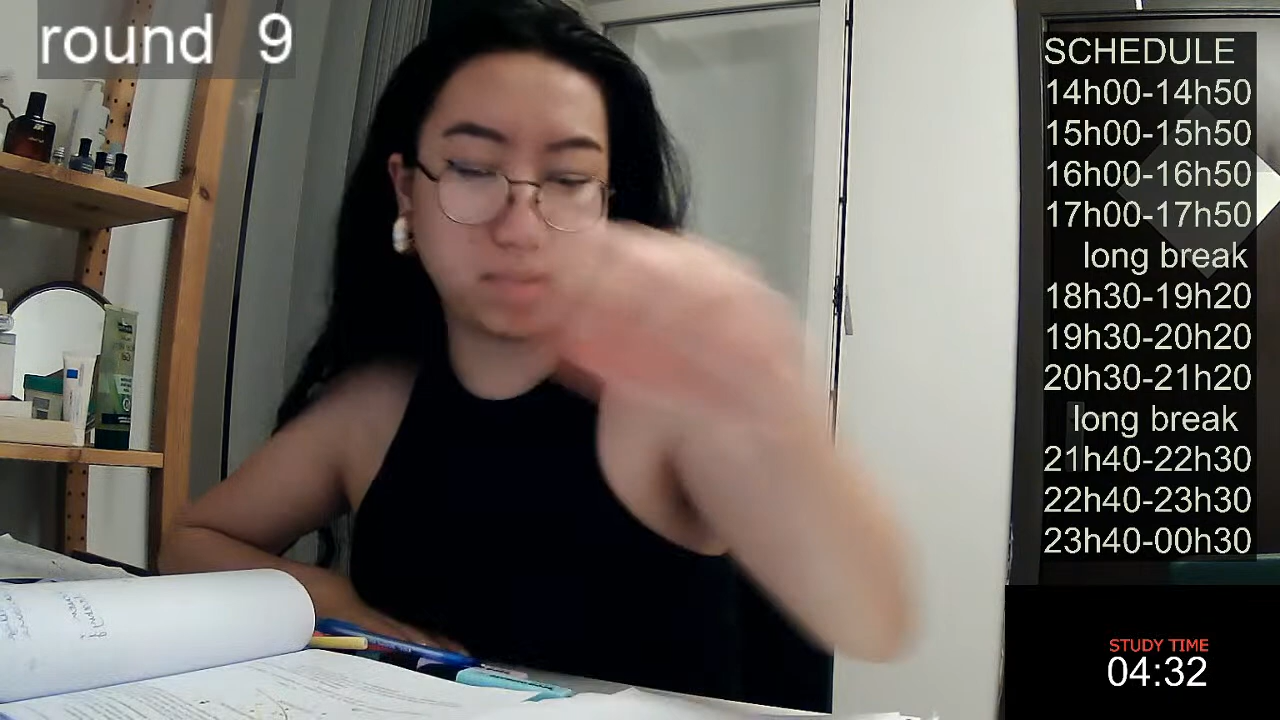 round 9
SCHEDULE
14h00-14h50
15h00-15h50
16h00-16h50
17h00-17h50
long break
18h30-19h20
19h30-20h20
20h30-21h20
long break
21h40-22h30
22h40-23h30
23h40-00h30
STUDY TIME
04:32